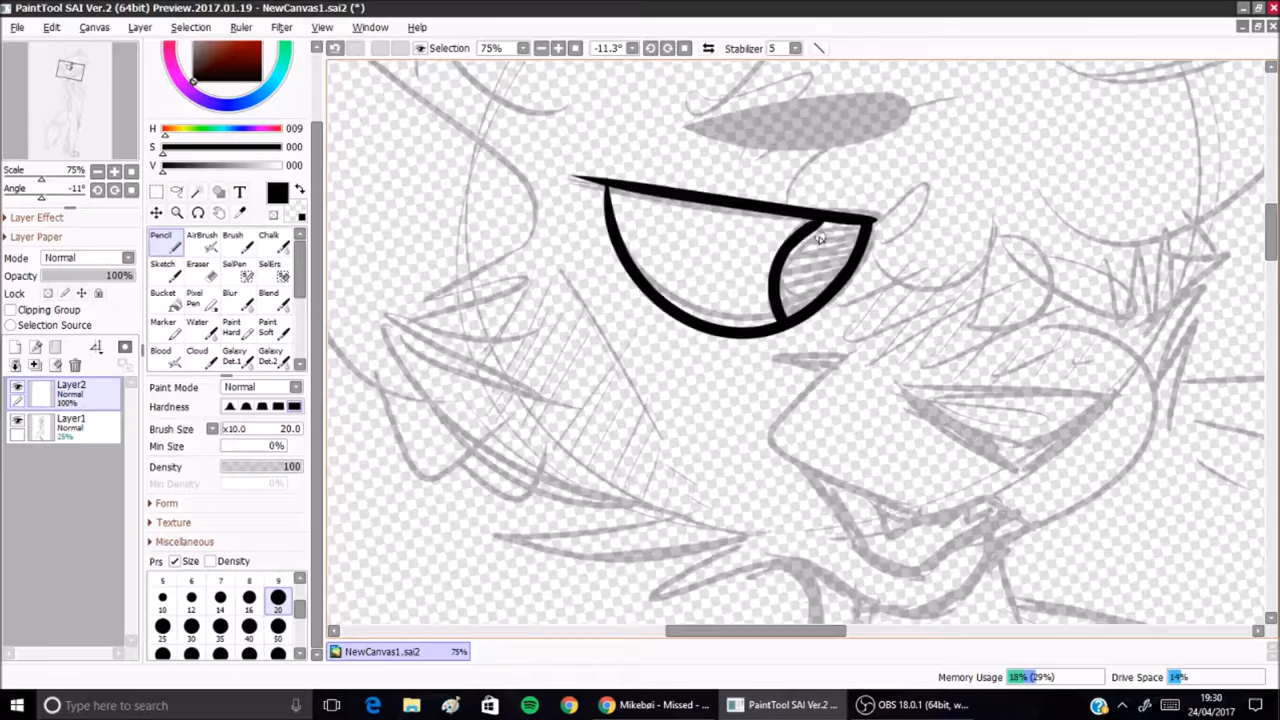 PaintTool SAI Ver.2 (64bit) Preview.2017.01.19 - NewCanvas1.sai2 (*)
File Edit Canvas Layer Selection Ruler Filter View Window Help
Selection 75% -11.3° Stabilizer 5
H 009
S 000
V 000
Scale 75%
Angle -11°
Layer Effect
Layer Paper
Mode Normal
Opacity 100%
Lock
Clipping Group
Selection Source
Layer2
Normal
100%
Layer1
Normal
25%
T
Pencil AirBrush Brush Chalk
Sketch Eraser SelPen SelErs
Bucket Pixel Pen Blur Blend
Marker Water Paint Hard Paint Soft
Blood Cloud Galaxy Det.1 Galaxy Det.2
Paint Mode Normal
Hardness
Brush Size x10.0 20.0
Min Size 0%
Density 100
Min Density 0%
Form
Texture
Miscellaneous
Prs Size Density
5 6 7 8 9
10 12 14 16 20
25 30 35 40 50
NewCanvas1.sai2 75%
Memory Usage 18% (29%) Drive Space 14%
Type here to search
Mikebøi - Missed - ...
PaintTool SAI Ver.2 ...
OBS 18.0.1 (64bit, w...
19:30
24/04/2017